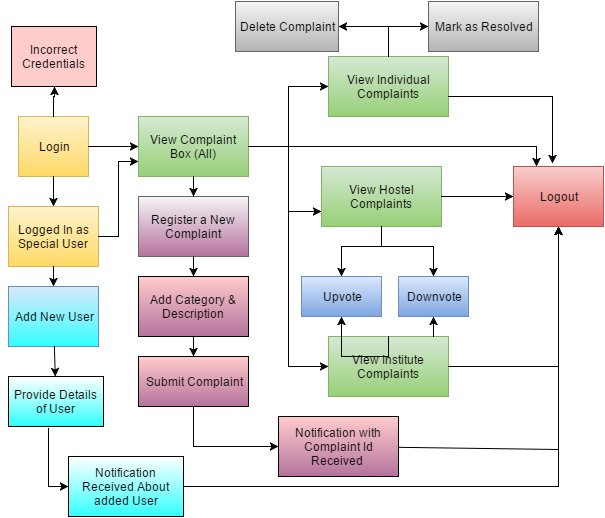 Delete Complaint
Mark as Resolved
Incorrect
Credentials
View Individual
Complaints
Login
View Complaint
Box (All)
View Hostel
Complaints
Logout
Logged In as
Special User
Register a New
Complaint
Add New User
Add Category &
Description
Upvote
Downvote
View Institute
Complaints
Provide Details
of User
Submit Complaint
Notification with
Complaint Id
Received
Notification
Received About
added User